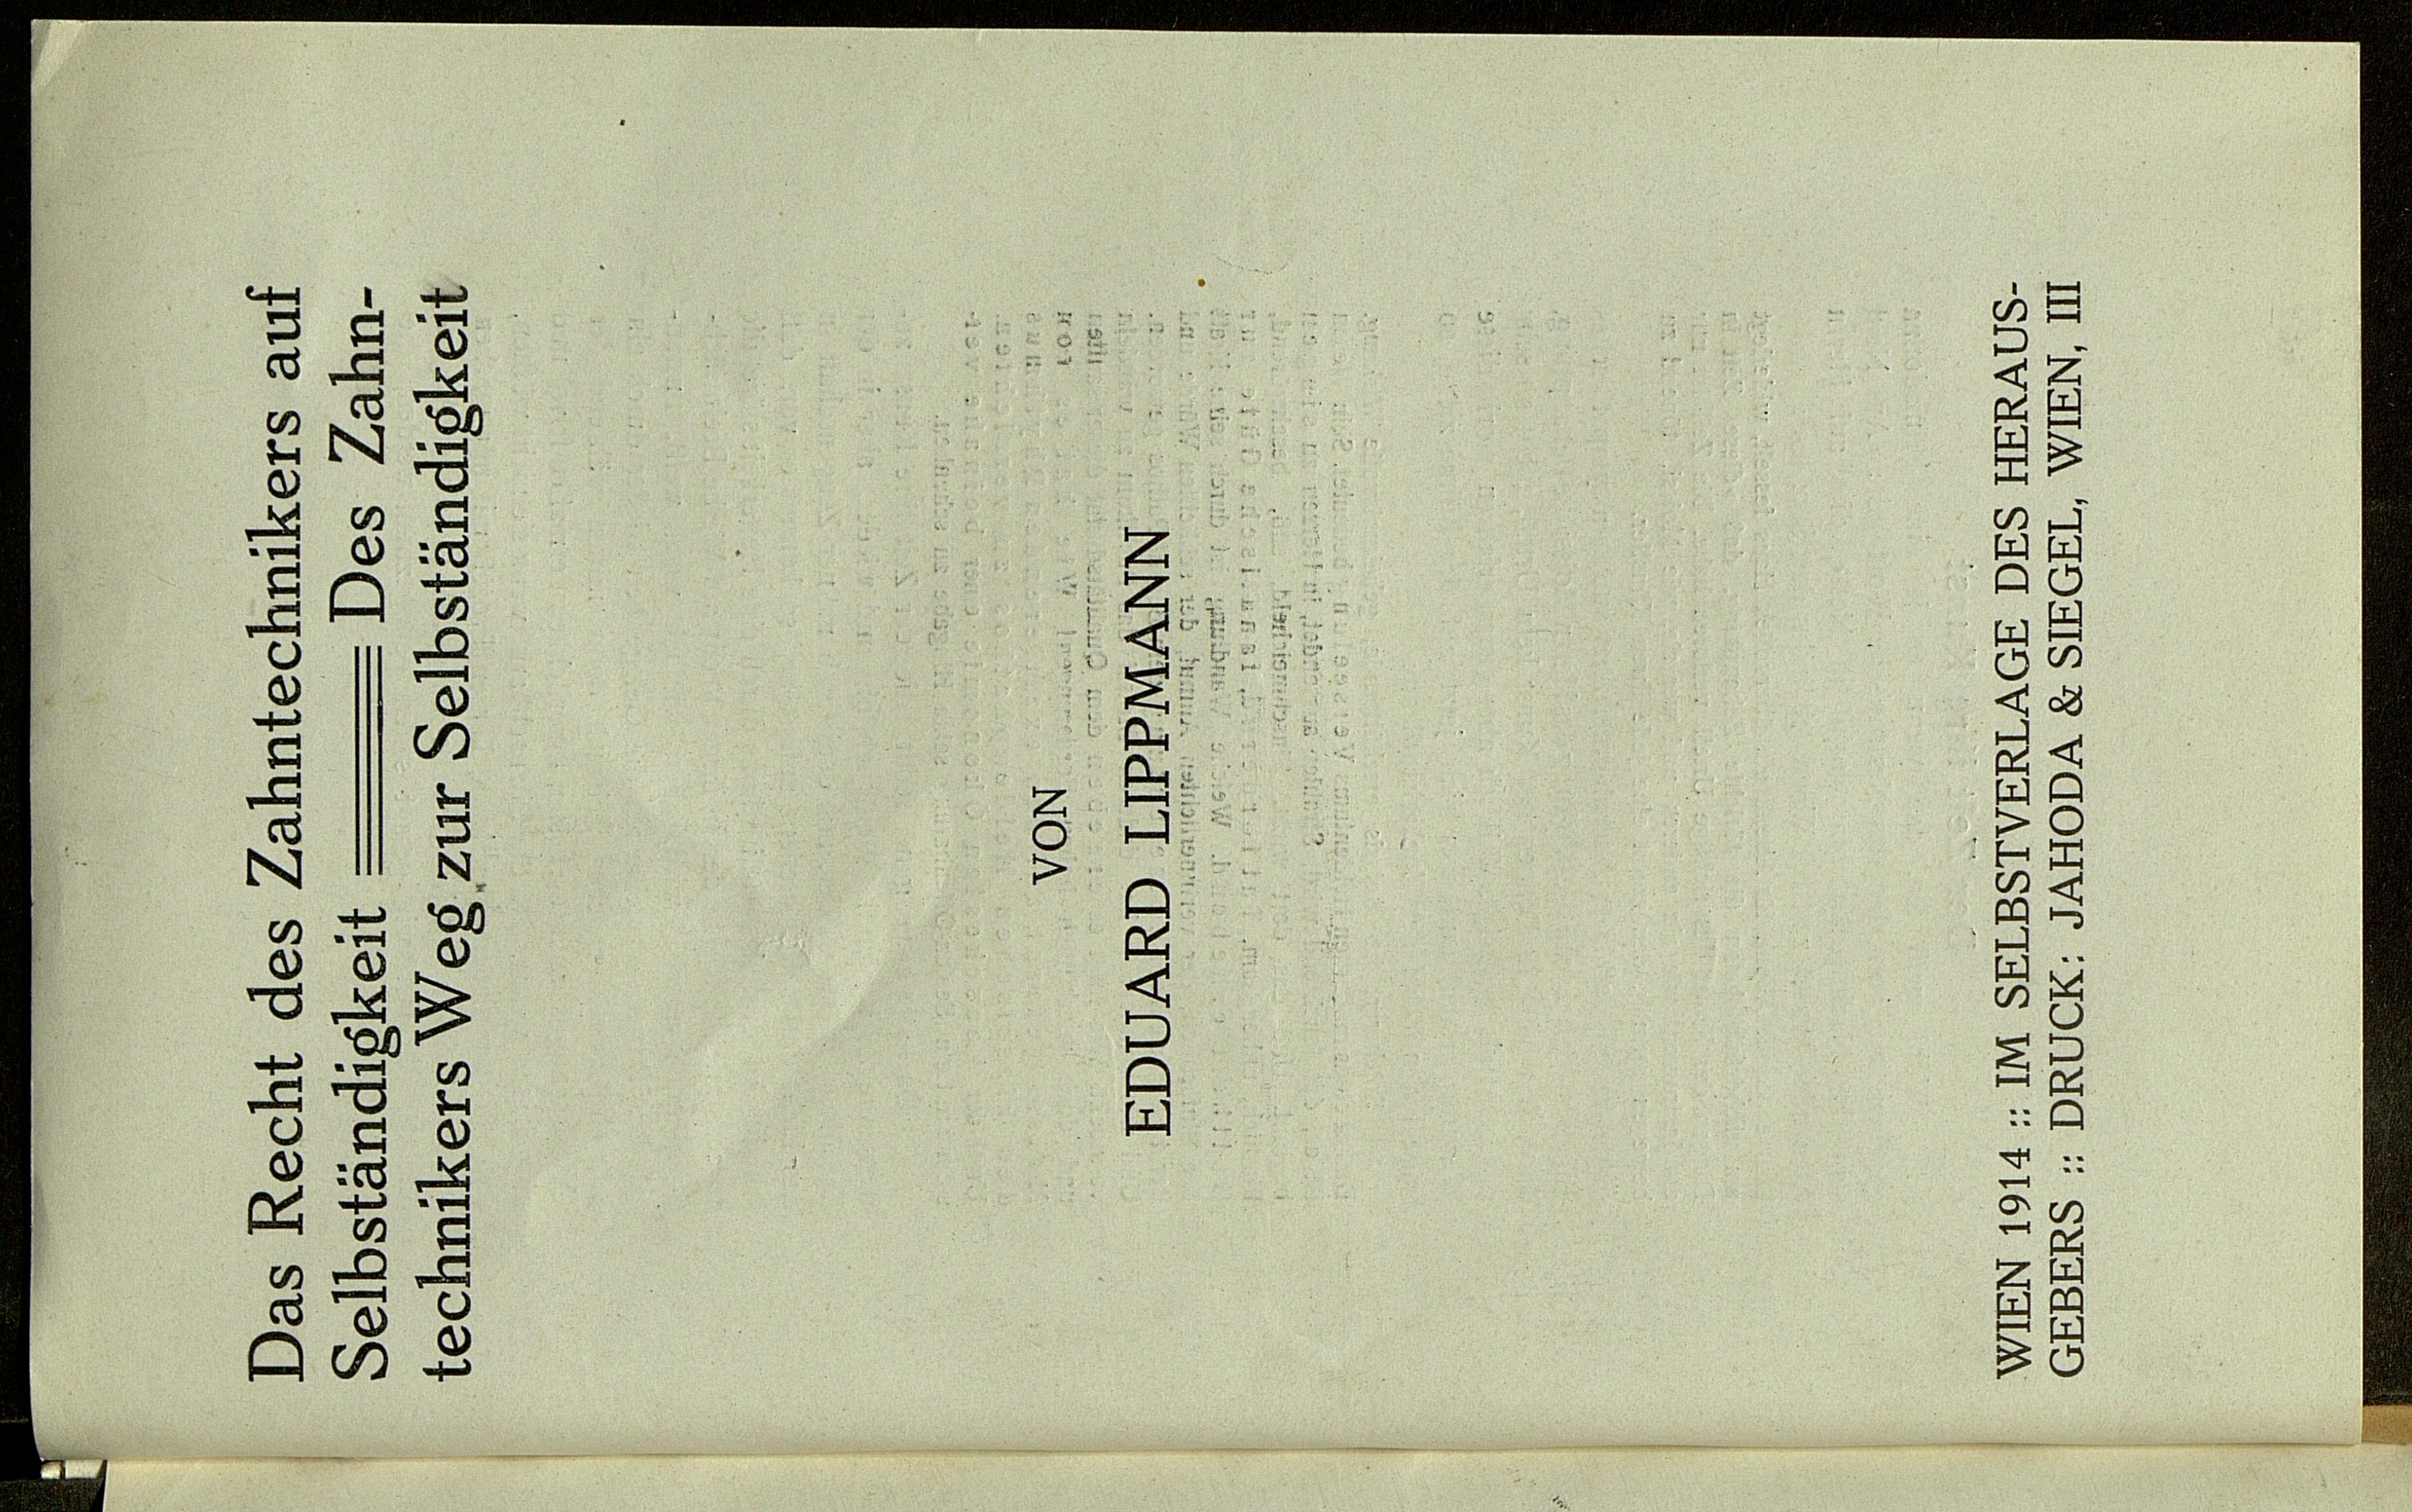 Das Recht des Zahntechnikers auf
Selbständigkeit Des Zahn-
technikers Weg zur Selbständigkeit
VON
EDUARD LIPPMANN
WIEN 1914 :: IM SELBSTVERLAGE DES HERAUS-
GEBERS :: DRUCK: JAHODA & SIEGEL, WIEN, III